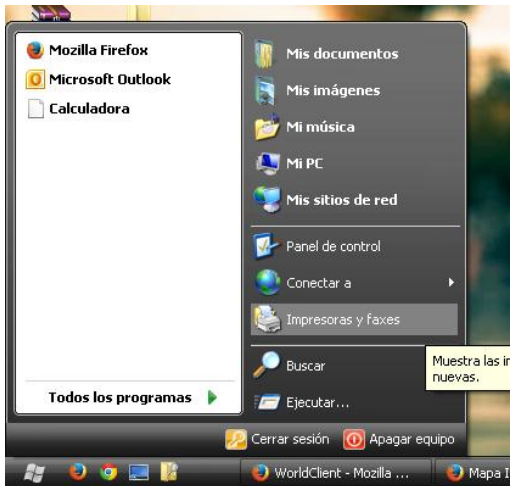 Mozilla Firefox
Microsoft Outlook
Calculadora
Todos los programas
Mis documentos
Mis imágenes
Mi música
Mi PC
Mis sitios de red
Panel de control
Conectar a
Impresoras y faxes
Buscar
Ejecutar...
Muestra las
nuevas.
Cerrar sesión
Apagar equipo
WorldClient - Mozilla ...
Mapa